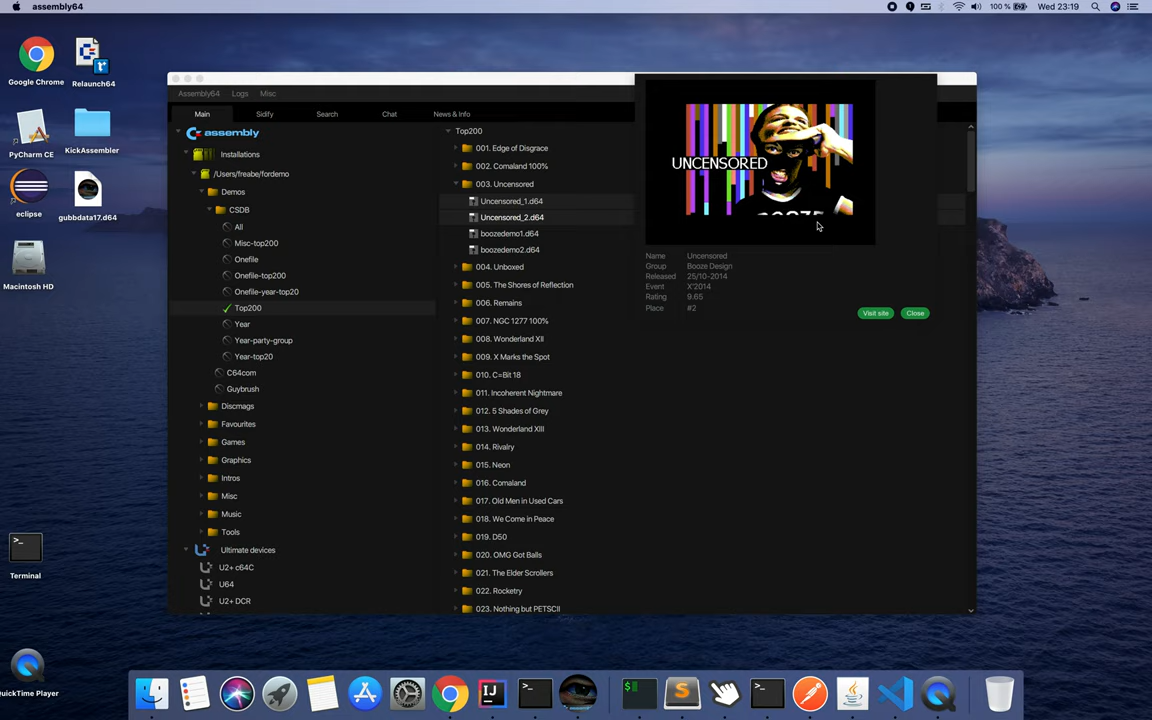 assembly64
100 %
Wed 23:19
Google Chrome
Relaunch64
PyCharm CE
KickAssembler
eclipse
gubbdata17.d64
Macintosh HD
Terminal
QuickTime Player
Assembly64 Logs Misc
Main Sidify Search Chat News & Info
assembly
Installations
/Users/freabe/fordemo
Demos
CSDB
All
Misc-top200
Onefile
Onefile-top200
Onefile-year-top20
Top200
Year
Year-party-group
Year-top20
C64com
Guybrush
Discmags
Favourites
Games
Graphics
Intros
Misc
Music
Tools
Ultimate devices
U2+ c64C
U64
U2+ DCR
Top200
001. Edge of Disgrace
002. Comaland 100%
003. Uncensored
Uncensored_1.d64
Uncensored_2.d64
boozedemo1.d64
boozedemo2.d64
004. Unboxed
005. The Shores of Reflection
006. Remains
007. NGC 1277 100%
008. Wonderland XII
009. X Marks the Spot
010. C=Bit 18
011. Incoherent Nightmare
012. 5 Shades of Grey
013. Wonderland XIII
014. Rivalry
015. Neon
016. Comaland
017. Old Men in Used Cars
018. We Come in Peace
019. D50
020. OMG Got Balls
021. The Elder Scrollers
022. Rocketry
023. Nothing but PETSCII
UNCENSORED
Name Uncensored
Group Booze Design
Released 25/10-2014
Event X'2014
Rating 9.65
Place #2
Visit site Close
IJ